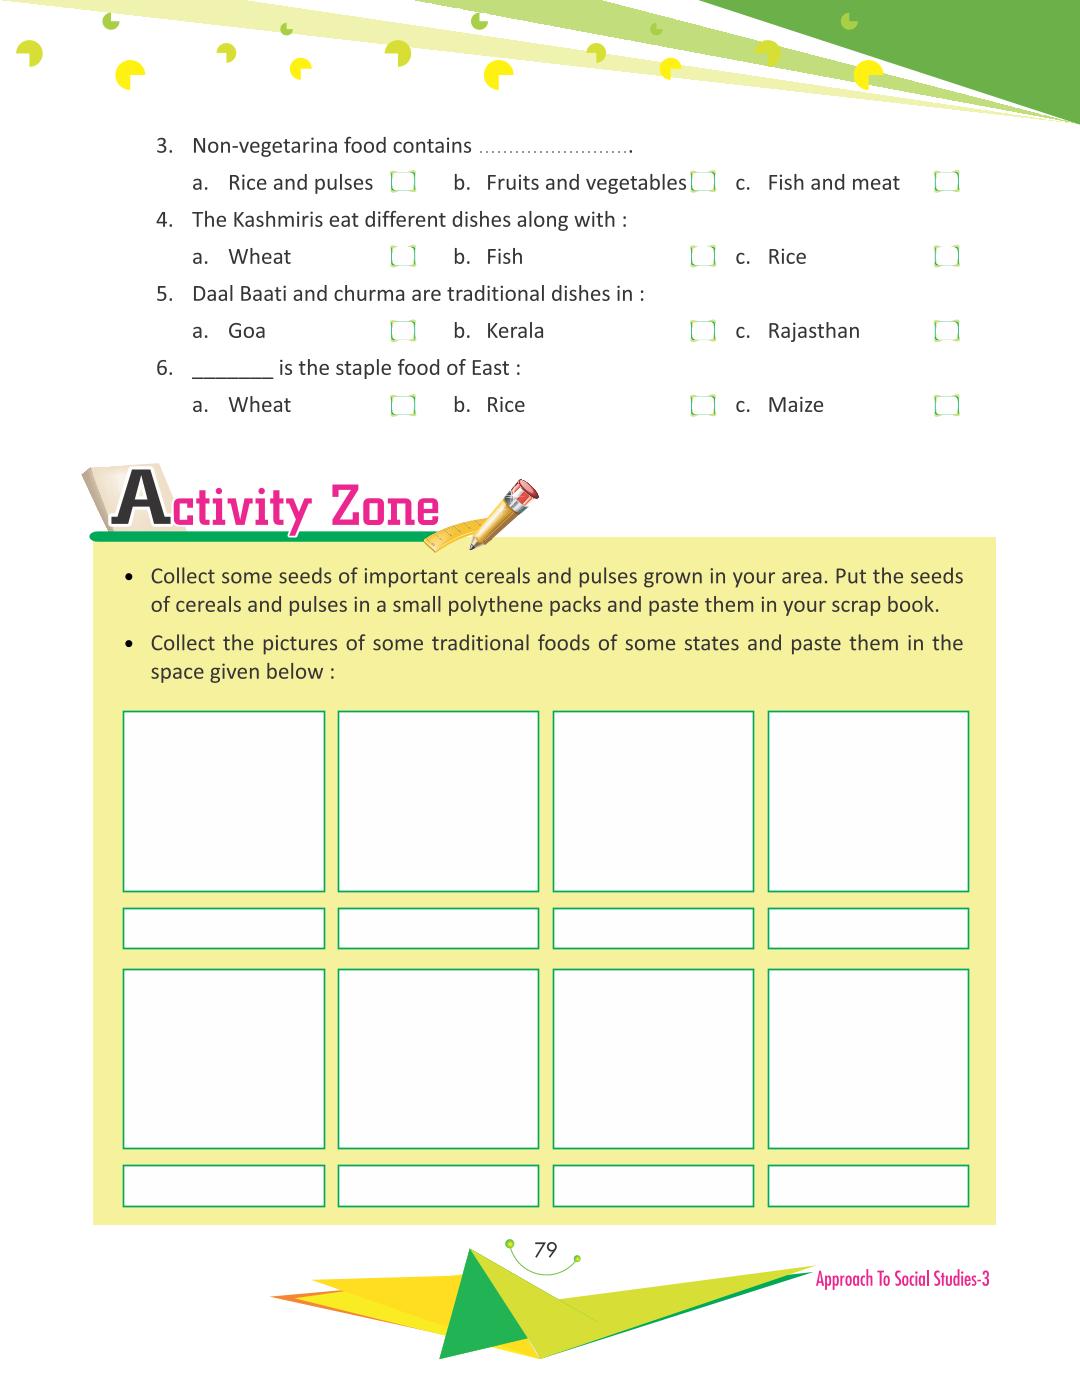 3. Non-vegetarina food contains .........................
a. Rice and pulses b. Fruits and vegetables c. Fish and meat
4. The Kashmiris eat different dishes along with :
a. Wheat b. Fish c. Rice
5. Daal Baati and churma are traditional dishes in :
a. Goa b. Kerala c. Rajasthan
6. _______ is the staple food of East :
a. Wheat b. Rice c. Maize
Activity Zone
• Collect some seeds of important cereals and pulses grown in your area. Put the seeds
of cereals and pulses in a small polythene packs and paste them in your scrap book.
• Collect the pictures of some traditional foods of some states and paste them in the
space given below :
79
Approach To Social Studies-3